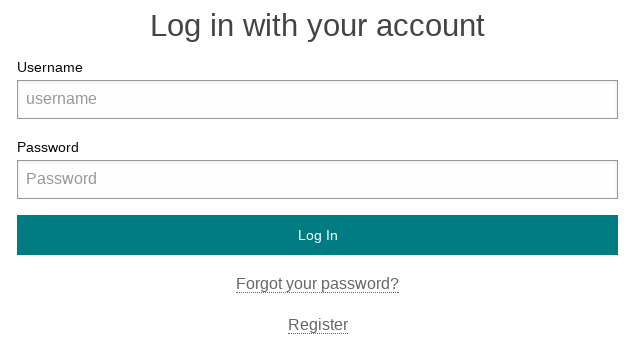 Log in with your account
Username
username
Password
Password
Log In
Forgot your password?
Register